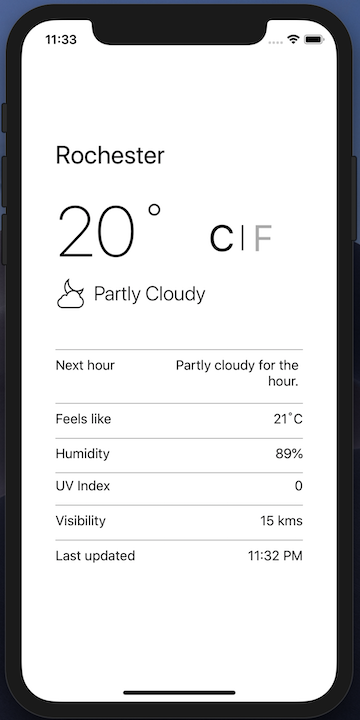 11:33
Rochester
20° C | F
Partly Cloudy
Next hour Partly cloudy for the
hour.
Feels like 21°C
Humidity 89%
UV Index 0
Visibility 15 kms
Last updated 11:32 PM